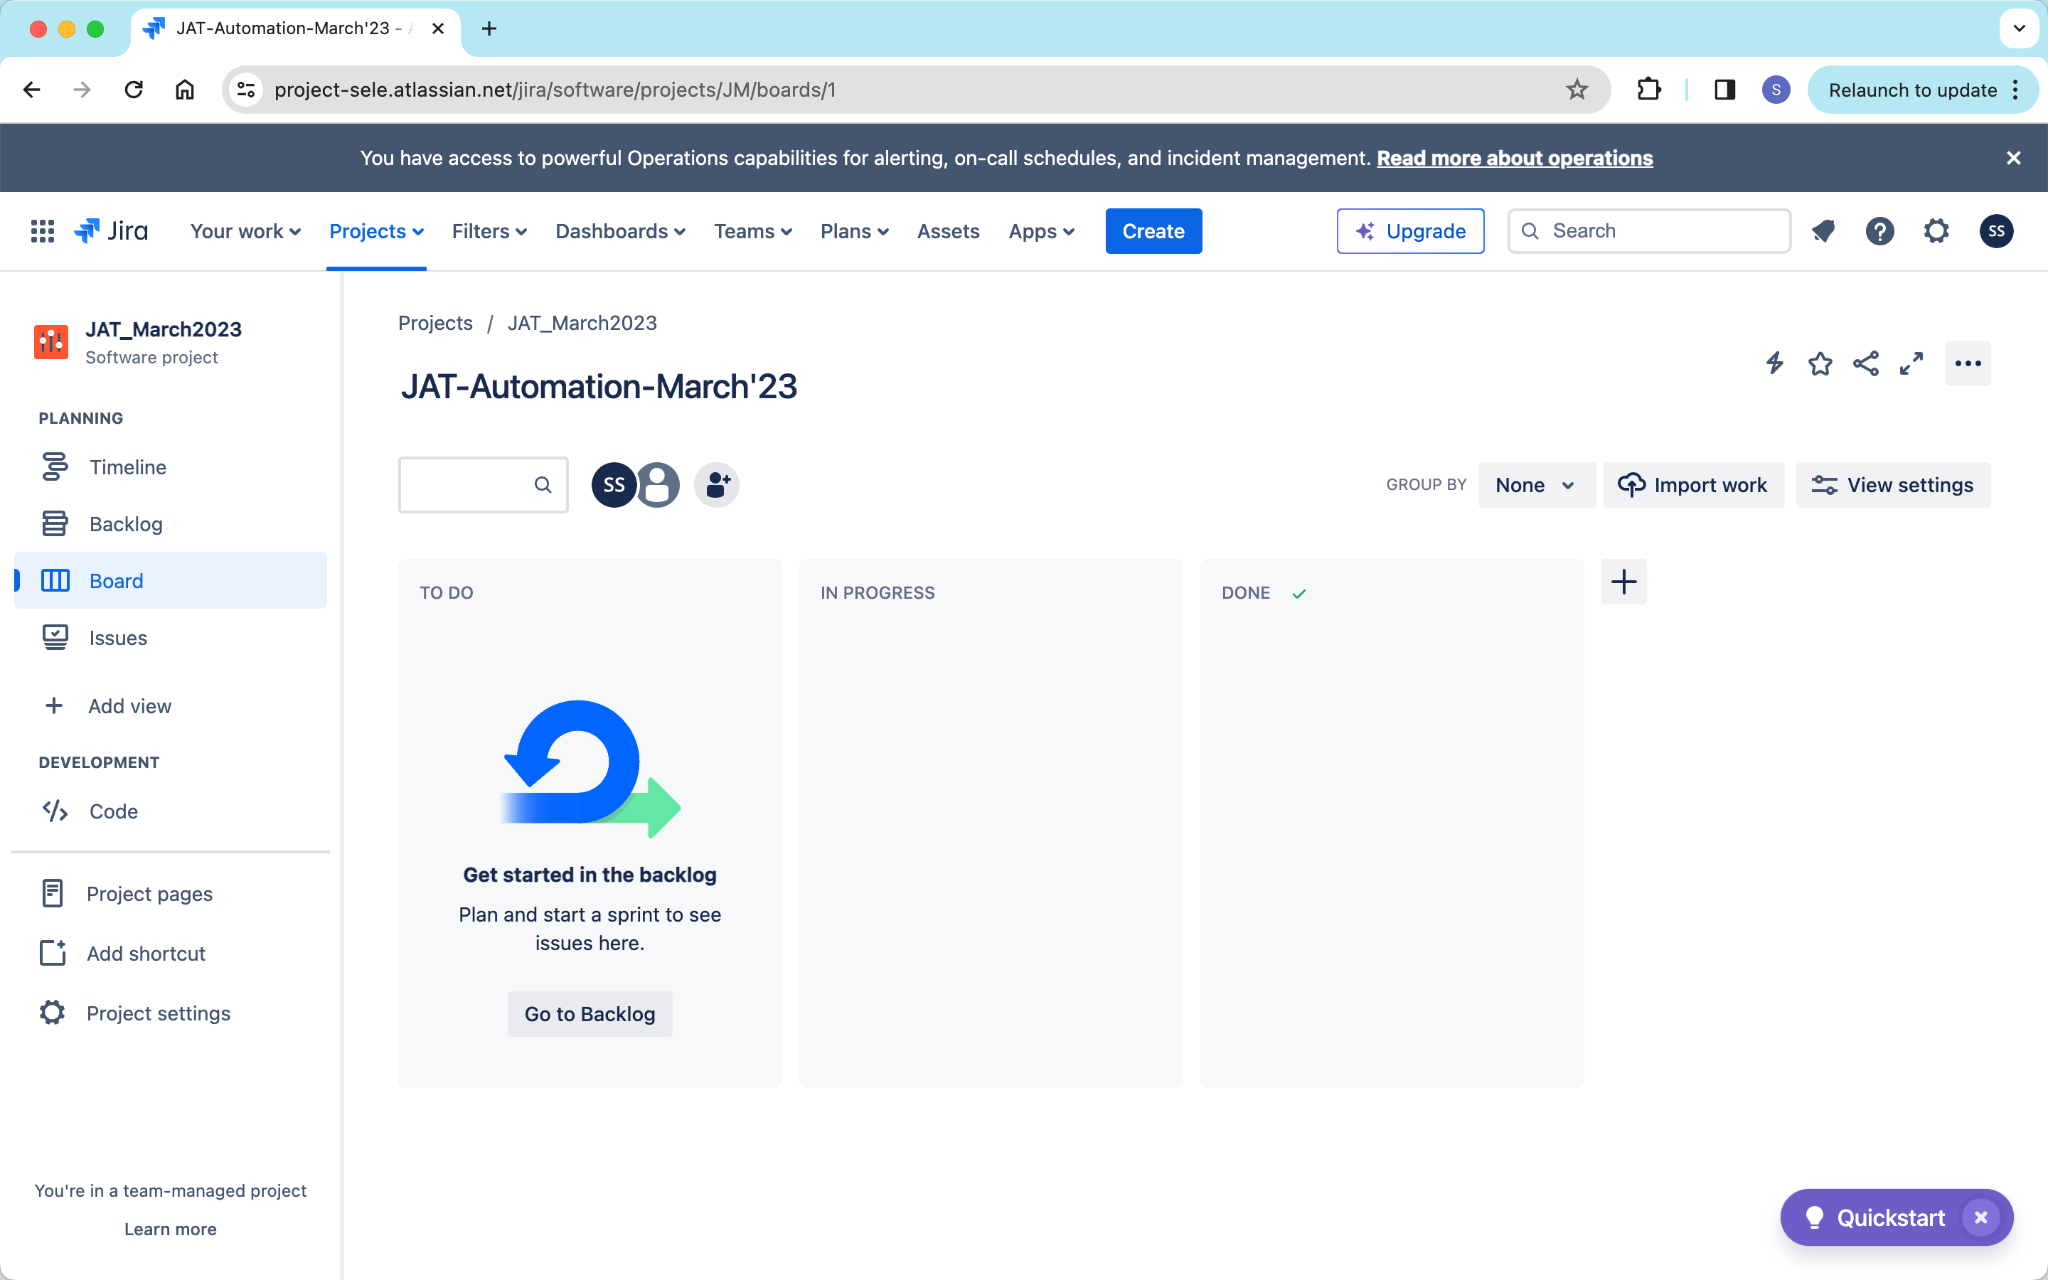 JAT-Automation-March'23 -
project-sele.atlassian.net/jira/software/projects/JM/boards/1
S
Relaunch to update
You have access to powerful Operations capabilities for alerting, on-call schedules, and incident management. Read more about operations
Jira
Your work
Projects
Filters
Dashboards
Teams
Plans
Assets
Apps
Create
Upgrade
Search
SS
JAT_March2023
Software project
PLANNING
Timeline
Backlog
Board
Issues
Add view
DEVELOPMENT
Code
Project pages
Add shortcut
Project settings
You're in a team-managed project
Learn more
Projects / JAT_March2023
JAT-Automation-March'23
SS
GROUP BY
None
Import work
View settings
TO DO
IN PROGRESS
DONE
Get started in the backlog
Plan and start a sprint to see
issues here.
Go to Backlog
Quickstart